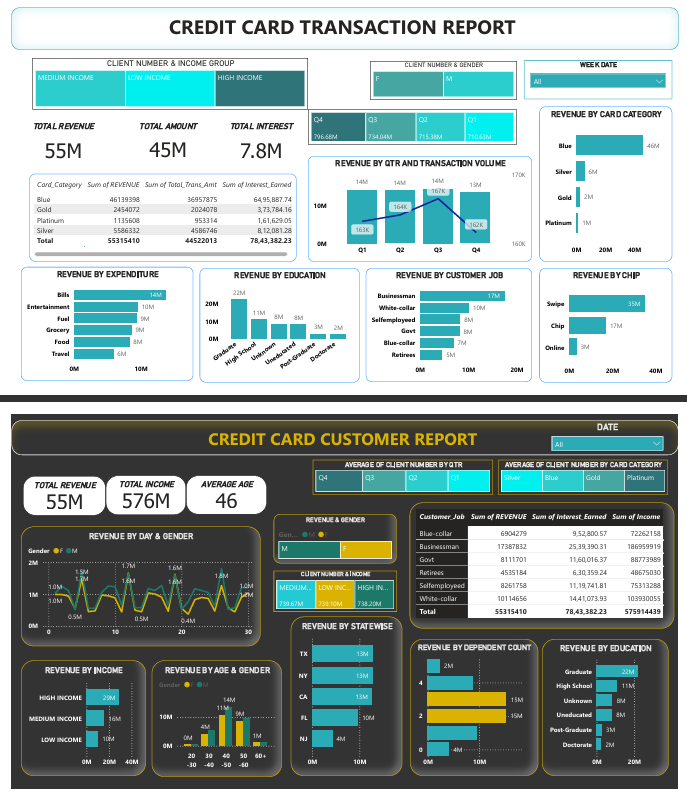 CREDIT CARD TRANSACTION REPORT
CLIENT NUMBER & INCOME GROUP
MEDIUM INCOME LOW INCOME HIGH INCOME
CLIENT NUMBER & GENDER
F M
WEEK DATE
All
TOTAL REVENUE TOTAL AMOUNT TOTAL INTEREST
55M 45M 7.8M
Q4 Q3 Q2 Q1
796.68M 734.04M 715.38M 710.63M
Card_Category Sum of REVENUE Sum of Total_Trans_Amt Sum of Interest_Earned
Blue 46139398 36957875 64,95,887.74
Gold 2454072 2024078 3,73,784.16
Platinum 1135608 953314 1,61,629.05
Silver 5586332 4586746 8,12,081.28
Total 55315410 44522013 78,43,382.23
REVENUE BY QTR AND TRANSACTION VOLUME
170K
14M 14M 14M 13M
167K
10M
164K
163K
162K
0M
160K
Q1 Q2 Q3 Q4
REVENUE BY CARD CATEGORY
Blue 46M
Silver 6M
Gold 2M
Platinum 1M
0M 20M 40M
REVENUE BY EXPENDITURE
Bills 14M
Entertainment 10M
Fuel 9M
Grocery 9M
Food 8M
Travel 6M
0M 10M
REVENUE BY EDUCATION
22M
20M
11M 8M 8M 3M 2M
10M
0M
Graduate High School Unknown Uneducated Post-Graduate Doctorate
REVENUE BY CUSTOMER JOB
Businessman 17M
White-collar 10M
Selfemployeed 8M
Govt 8M
Blue-collar 7M
Retirees 5M
0M 10M 20M
REVENUE BY CHIP
Swipe 35M
Chip 17M
Online 3M
0M 20M 40M
CREDIT CARD CUSTOMER REPORT
DATE
All
TOTAL REVENUE TOTAL INCOME AVERAGE AGE
55M 576M 46
AVERAGE OF CLIENT NUMBER BY QTR
Q4 Q3 Q2 Q1
AVERAGE OF CLIENT NUMBER BY CARD CATEGORY
Silver Blue Gold Platinum
REVENUE BY DAY & GENDER
Gender F M
2M
1.5M 1.7M 1.6M 1.8M
1.0M
1M
0.5M 0.5M 0.4M
0M
0 10 20 30
REVENUE & GENDER
Gen... F M
M F
CLIENT NUMBER & INCOME
MEDIUM... LOW INC... HIGH IN...
739.67M 739.10M 738.20M
Customer_Job Sum of REVENUE Sum of Interest_Earned Sum of Income
Blue-collar 6904279 9,52,800.57 72262158
Businessman 17387832 25,39,390.31 186959919
Govt 8111701 11,60,016.37 88773989
Retirees 4535184 6,30,359.24 48675030
Selfemployeed 8261758 11,19,741.81 75313288
White-collar 10114656 14,41,073.93 103930055
Total 55315410 78,43,382.23 575914439
REVENUE BY INCOME
HIGH INCOME 29M
MEDIUM INCOME 16M
LOW INCOME 10M
0M 20M 40M
REVENUE BY AGE & GENDER
Gender F M
14M
11M
10M
9M
4M
0M 1M
0M
20 30 40 50 60+
-30 -40 -50 -60
REVENUE BY STATEWISE
TX 13M
NY 13M
CA 13M
FL 10M
NJ 4M
0M 10M
REVENUE BY DEPENDENT COUNT
2M
4
15M
2 15M
0 4M
0M 10M
REVENUE BY EDUCATION
Graduate 22M
High School 11M
Unknown 8M
Uneducated 8M
Post-Graduate 3M
Doctorate 2M
0M 20M